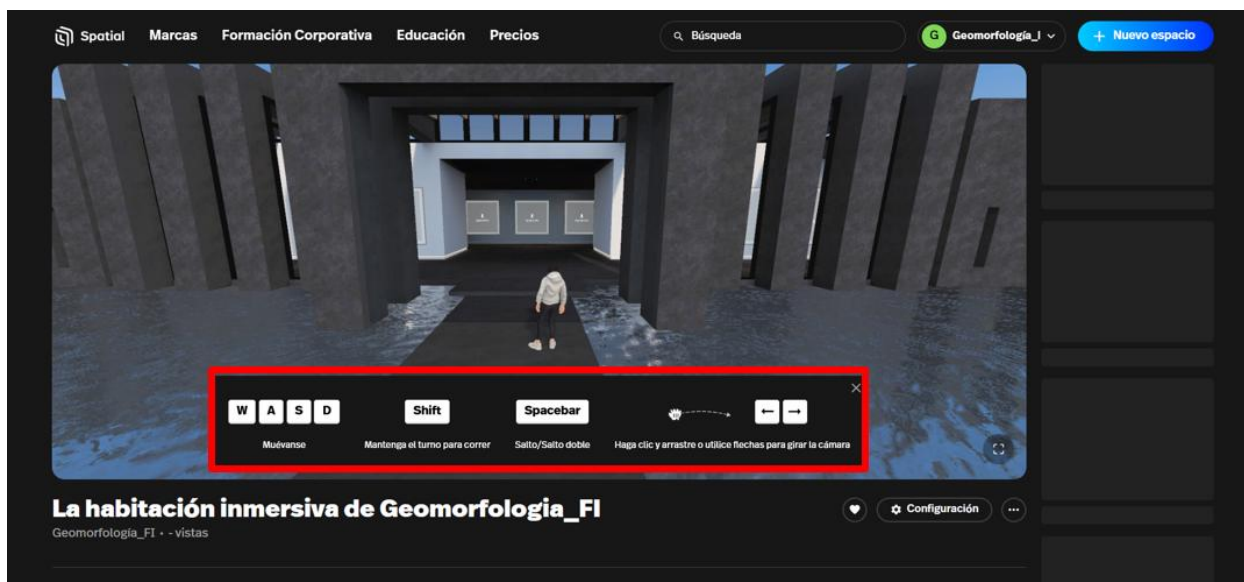 Spatial Marcas Formación Corporativa Educación Precios Búsqueda G Geomorfología_I + Nuevo espacio
W A S D Shift Spacebar ← →
Muévanse Mantenga el turno para correr Salto/Salto doble Haga clic y arrastre o utilice flechas para girar la cámara
La habitación inmersiva de Geomorfologia_FI
Configuración
Geomorfología_FI · - vistas